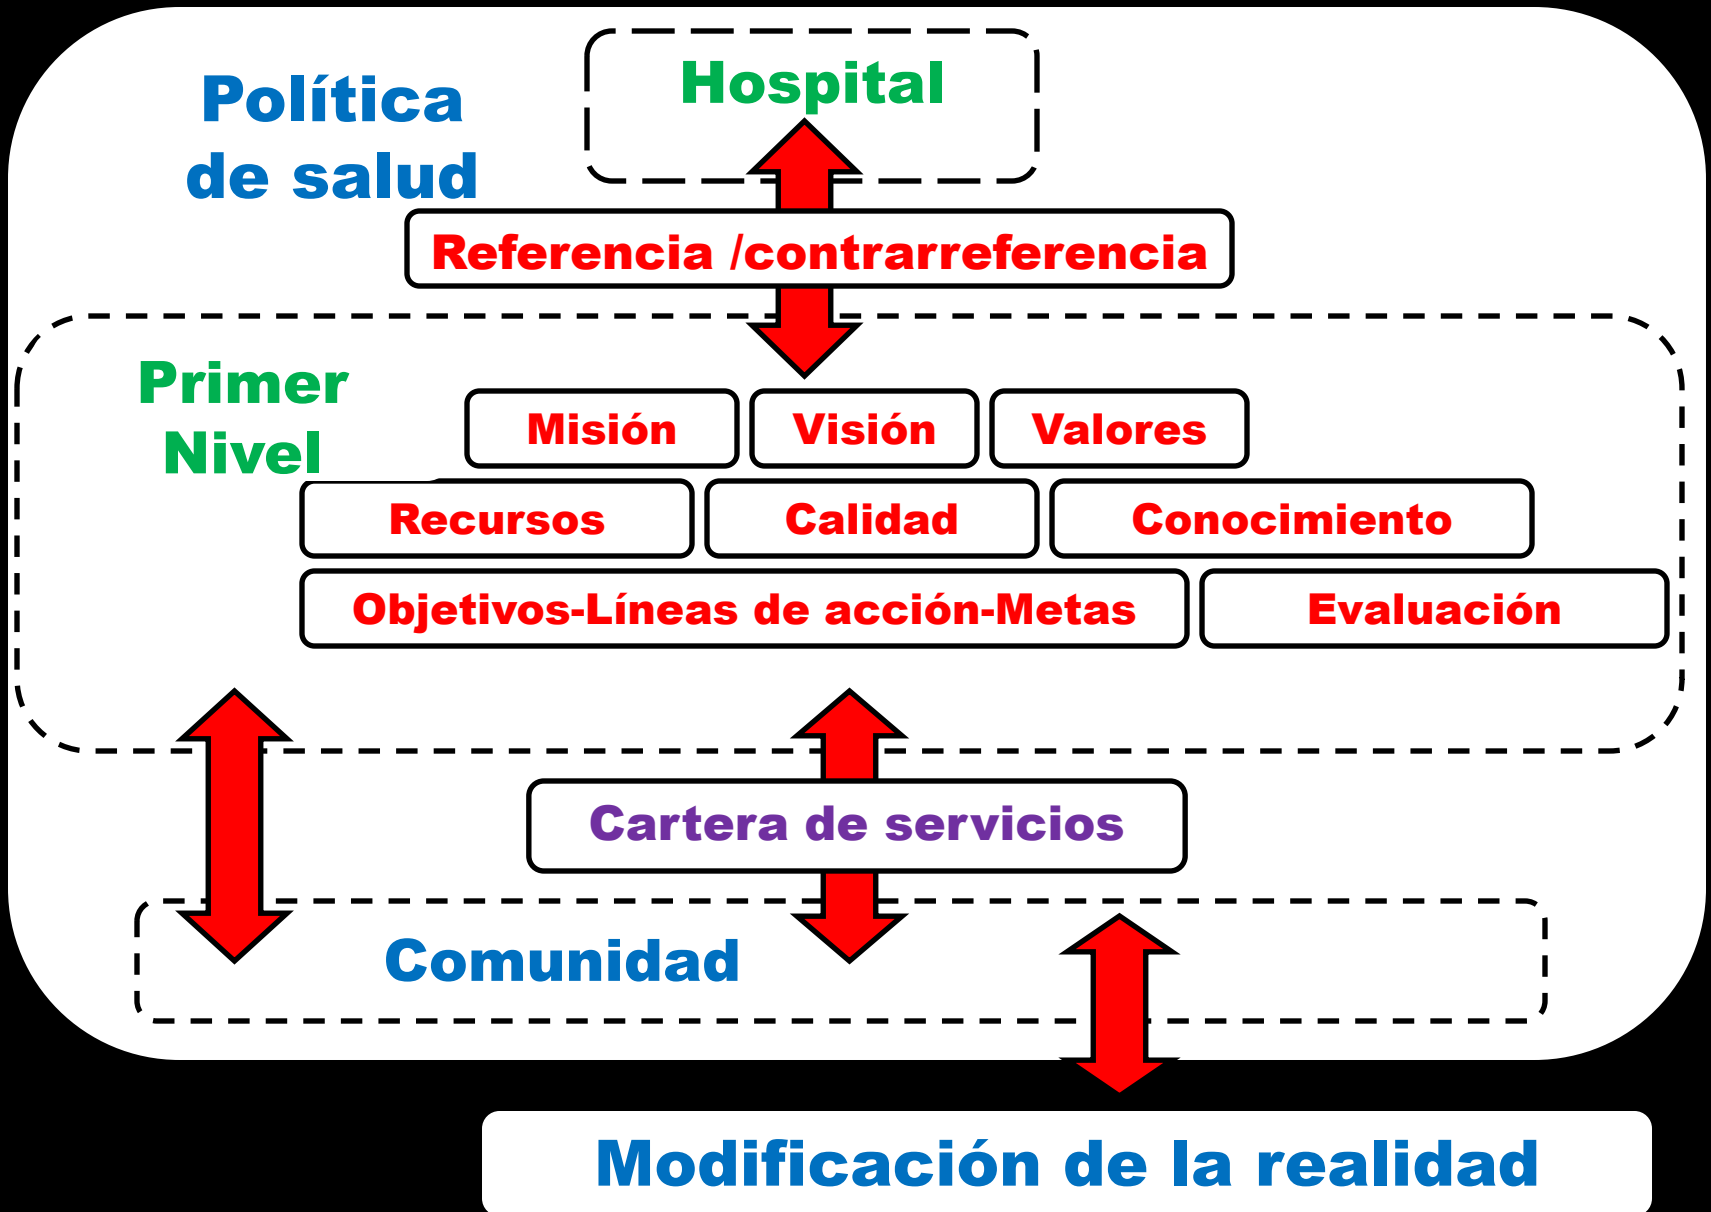 Hospital
Política
de salud
Referencia /contrarreferencia
Primer
Nivel
Misión
Visión
Valores
Recursos
Calidad
Conocimiento
Objetivos-Líneas de acción-Metas
Evaluación
Cartera de servicios
Comunidad
Modificación de la realidad